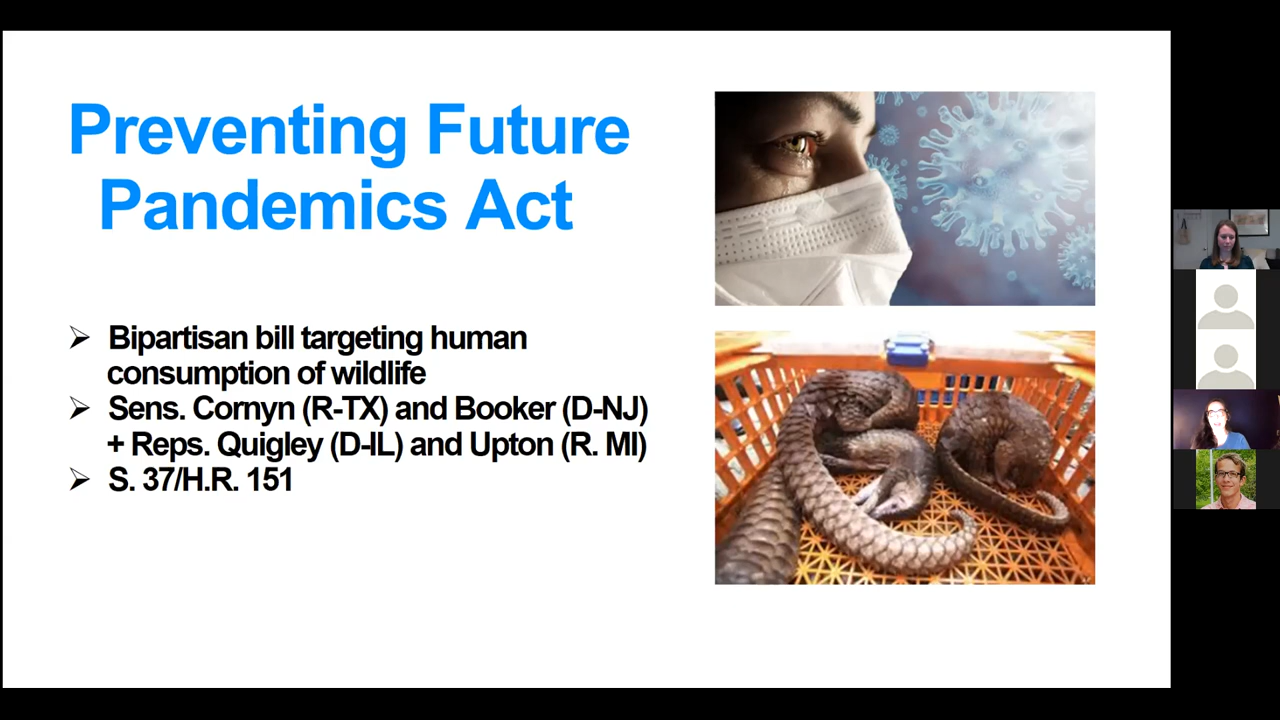 Preventing Future
Pandemics Act
➢ Bipartisan bill targeting human
consumption of wildlife
➢ Sens. Cornyn (R-TX) and Booker (D-NJ)
+ Reps. Quigley (D-IL) and Upton (R. MI)
➢ S. 37/H.R. 151